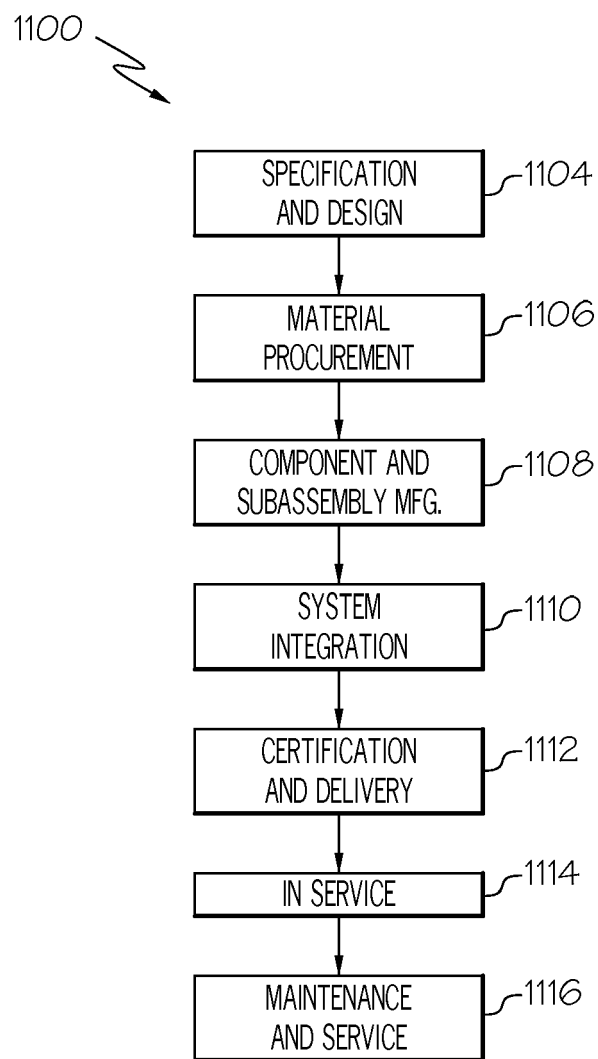 1100
SPECIFICATION
AND DESIGN
1104
MATERIAL
PROCUREMENT
1106
COMPONENT AND
SUBASSEMBLY MFG.
1108
SYSTEM
INTEGRATION
1110
CERTIFICATION
AND DELIVERY
1112
IN SERVICE
1114
MAINTENANCE
AND SERVICE
1116